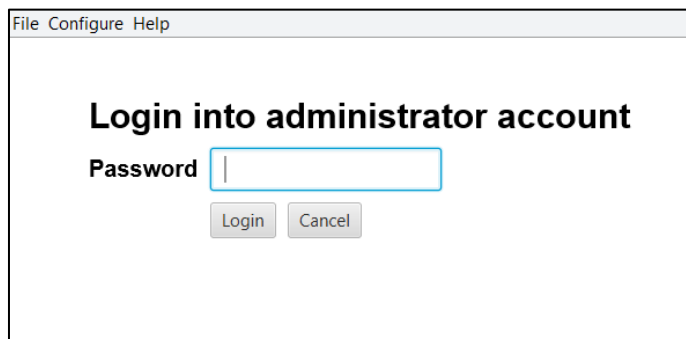 File Configure Help
Login into administrator account
Password
Login Cancel